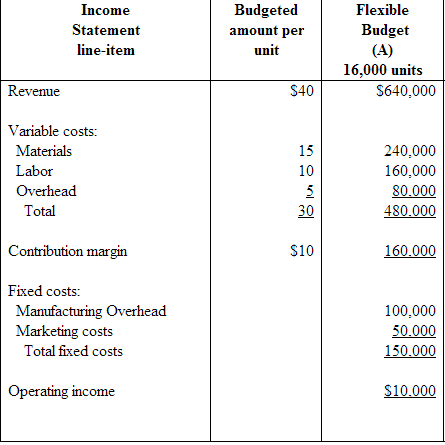 Income Statement line-item | Budgeted amount per unit | Flexible Budget (A) 16,000 units
Revenue $40 $640,000
Variable costs:
Materials 15 240,000
Labor 10 160,000
Overhead 5 80,000
Total 30 480,000
Contribution margin $10 160,000
Fixed costs:
Manufacturing Overhead 100,000
Marketing costs 50,000
Total fixed costs 150,000
Operating income $10,000